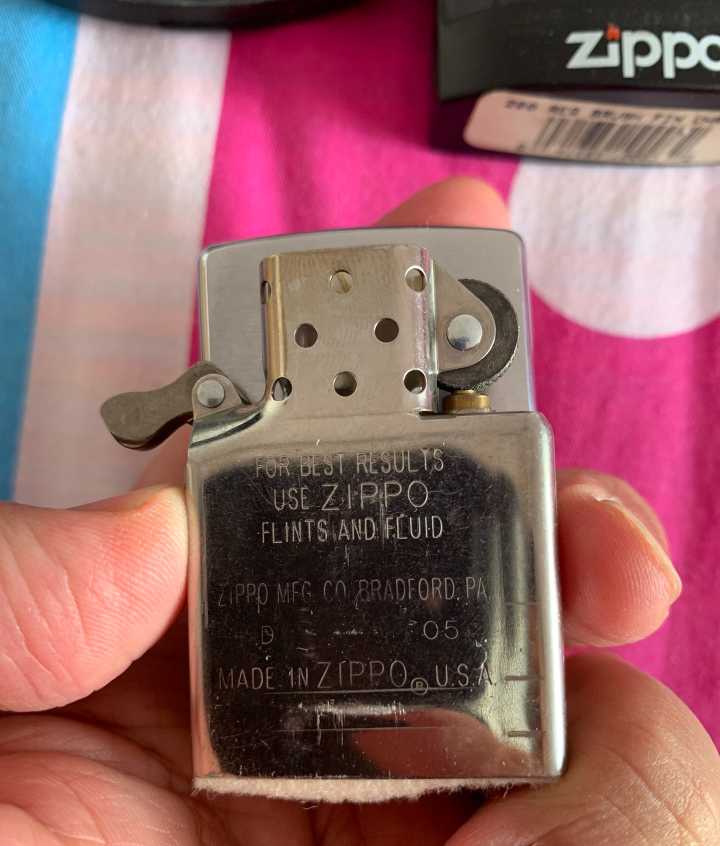 zippo
FOR BEST RESULTS
USE ZIPPO
FLINTS AND FLUID
ZIPPO MFG. CO. BRADFORD, PA.
D 05
MADE IN ZIPPO® U.S.A.